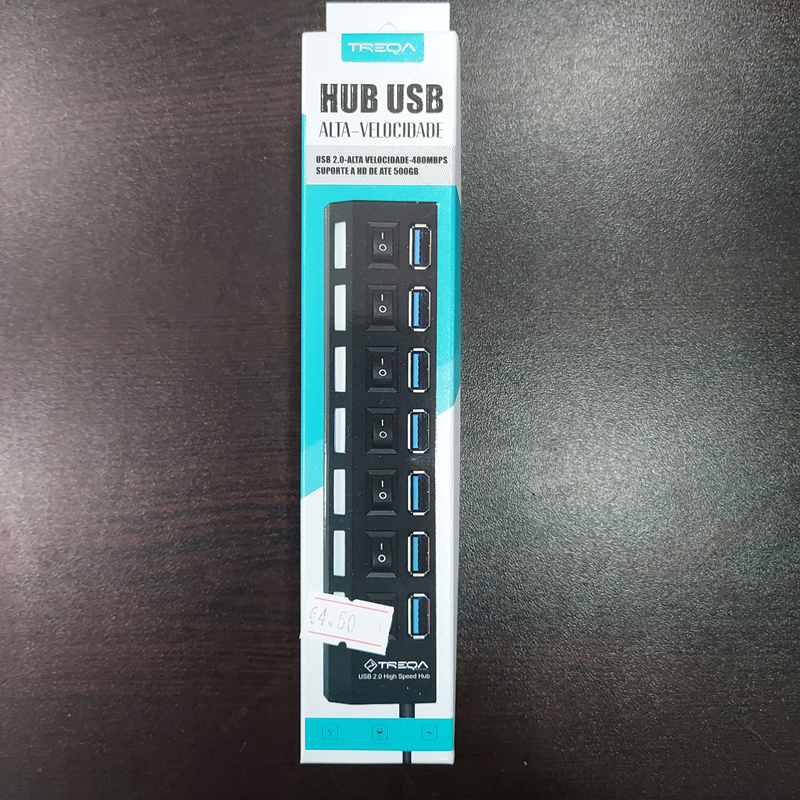 TREQA
HUB USB
ALTA-VELOCIDADE
USB 2.0-ALTA VELOCIDADE-480MBPS
SUPORTE A HD DE ATE 500GB
€4.50
TREQA
USB 2.0 High Speed Hub